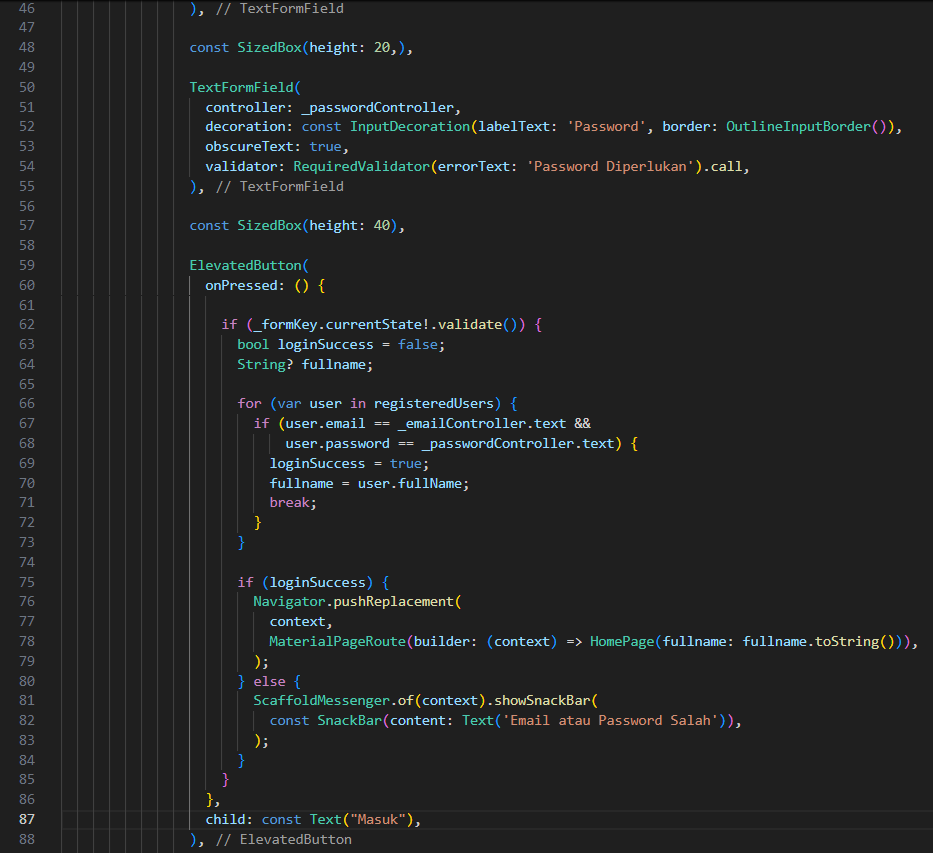 46 ), // TextFormField
47
48 const SizedBox(height: 20,),
49
50 TextFormField(
51 controller: _passwordController,
52 decoration: const InputDecoration(labelText: 'Password', border: OutlineInputBorder()),
53 obscureText: true,
54 validator: RequiredValidator(errorText: 'Password Diperlukan').call,
55 ), // TextFormField
56
57 const SizedBox(height: 40),
58
59 ElevatedButton(
60 onPressed: () {
61
62 if (_formKey.currentState!.validate()) {
63 bool loginSuccess = false;
64 String? fullname;
65
66 for (var user in registeredUsers) {
67 if (user.email == _emailController.text &&
68 user.password == _passwordController.text) {
69 loginSuccess = true;
70 fullname = user.fullName;
71 break;
72 }
73 }
74
75 if (loginSuccess) {
76 Navigator.pushReplacement(
77 context,
78 MaterialPageRoute(builder: (context) => HomePage(fullname: fullname.toString())),
79 );
80 } else {
81 ScaffoldMessenger.of(context).showSnackBar(
82 const SnackBar(content: Text('Email atau Password Salah')),
83 );
84 }
85 }
86 },
87 child: const Text("Masuk"),
88 ), // ElevatedButton